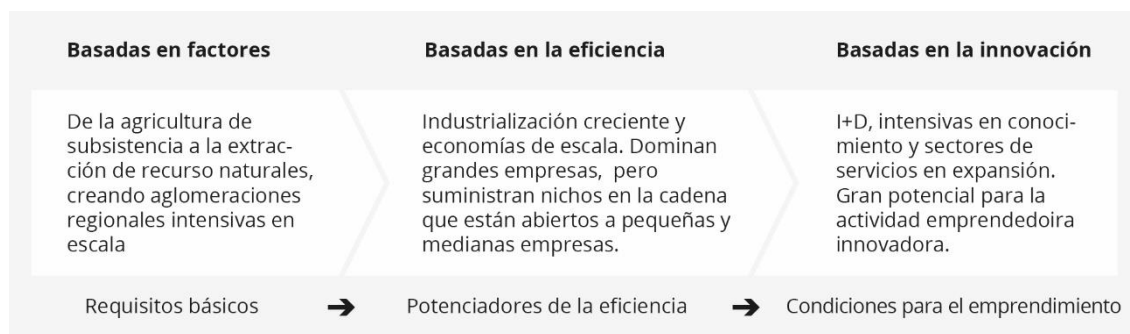 Basadas en factores
Basadas en la eficiencia
Basadas en la innovación
De la agricultura de
subsistencia a la extrac-
ción de recurso naturales,
creando aglomeraciones
regionales intensivas en
escala
Industrialización creciente y
economías de escala. Dominan
grandes empresas, pero
suministran nichos en la cadena
que están abiertos a pequeñas y
medianas empresas.
I+D, intensivas en conoci-
miento y sectores de
servicios en expansión.
Gran potencial para la
actividad emprendedoira
innovadora.
Requisitos básicos ➔ Potenciadores de la eficiencia ➔ Condiciones para el emprendimiento